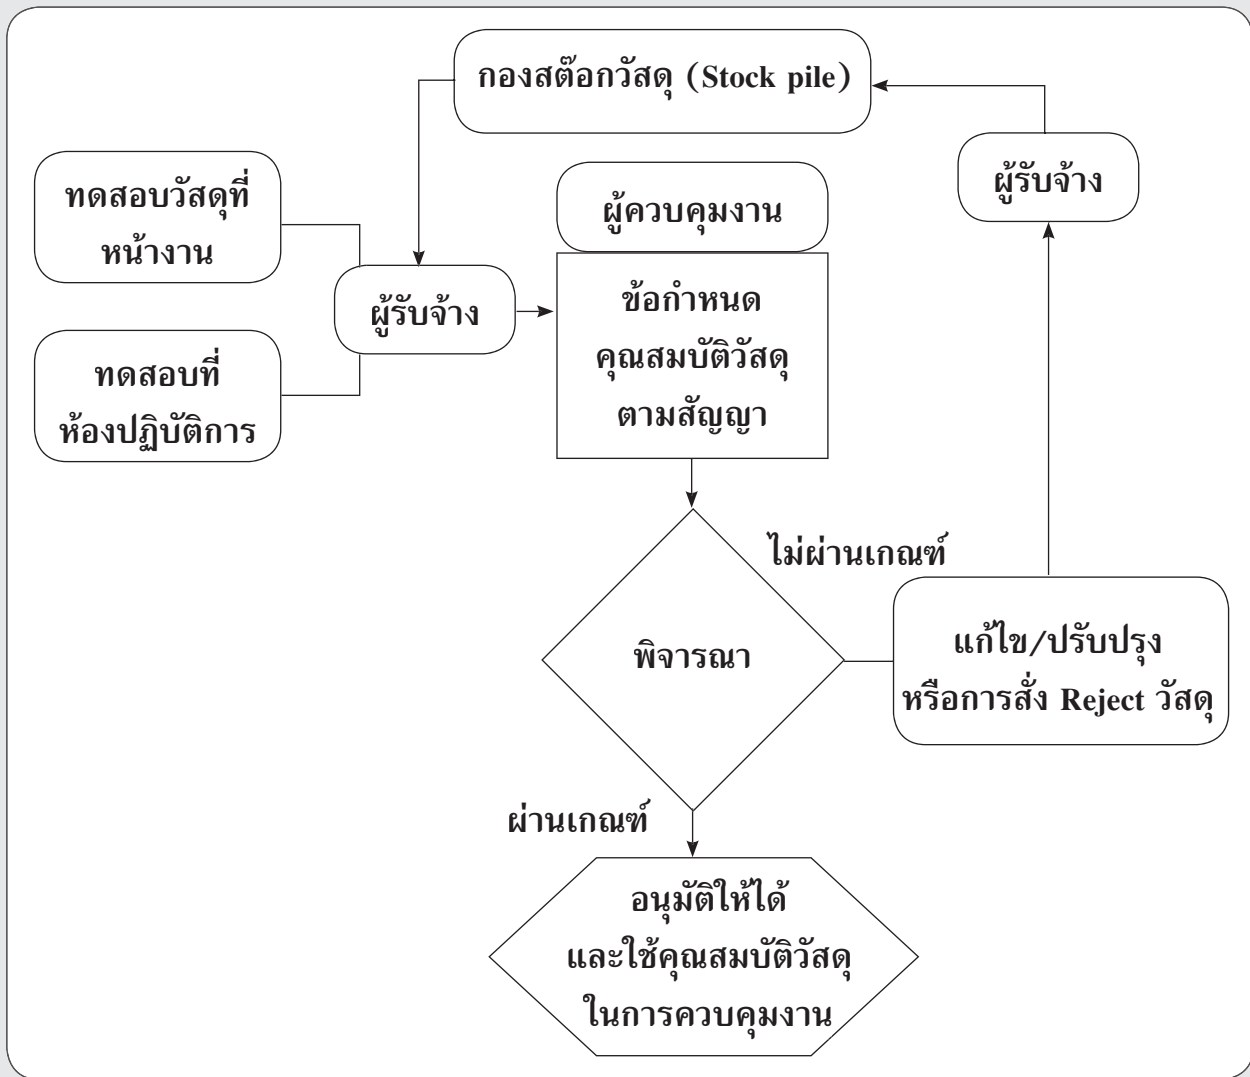 กองสต๊อกวัสดุ (Stock pile)
ผู้รับจ้าง
ทดสอบวัสดุที่
หน้างาน
ผู้ควบคุมงาน
ผู้รับจ้าง
ข้อกำหนด
คุณสมบัติวัสดุ
ตามสัญญา
ทดสอบที่
ห้องปฏิบัติการ
ไม่ผ่านเกณฑ์
พิจารณา
แก้ไข/ปรับปรุง
หรือการสั่ง Reject วัสดุ
ผ่านเกณฑ์
อนุมัติให้ได้
และใช้คุณสมบัติวัสดุ
ในการควบคุมงาน